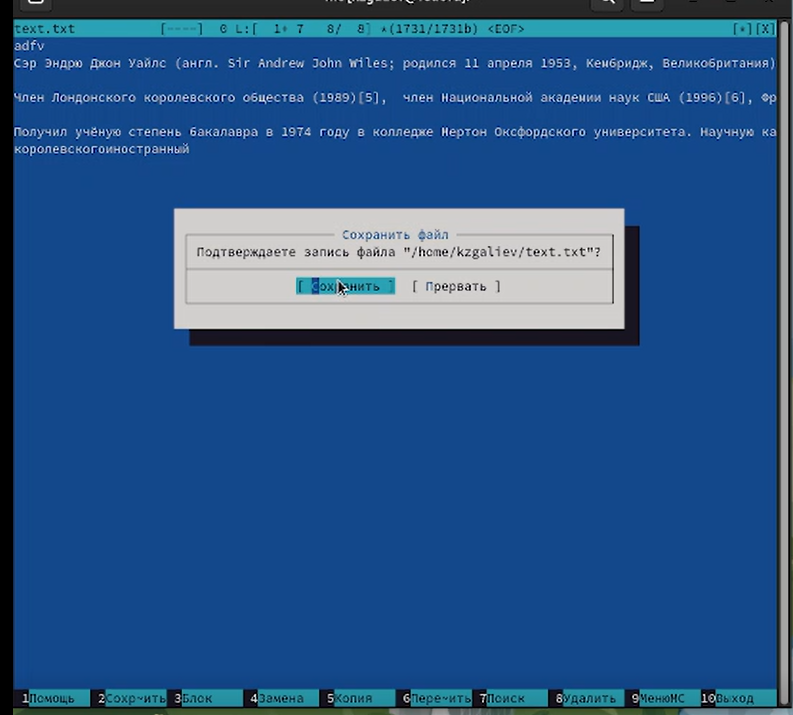 text.txt [----] 0 L:[ 1+ 7 8/ 8] *(1731/1731b) <EOF> [*][X]
adfv
Сэр Эндрю Джон Уайлс (англ. Sir Andrew John Wiles; родился 11 апреля 1953, Кембридж, Великобритания)
Член Лондонского королевского общества (1989)[5], член Национальной академии наук США (1996)[6], Фр
Получил учёную степень бакалавра в 1974 году в колледже Мертон Оксфордского университета. Научную ка
королевскогоиностранный
Сохранить файл
Подтверждаете запись файла "/home/kzgaliev/text.txt"?
[ Сохранить ] [ Прервать ]
1Помощь 2Сохр~ить 3Блок 4Замена 5Копия 6Пере~ить 7Поиск 8Удалить 9МенюMC 10Выход